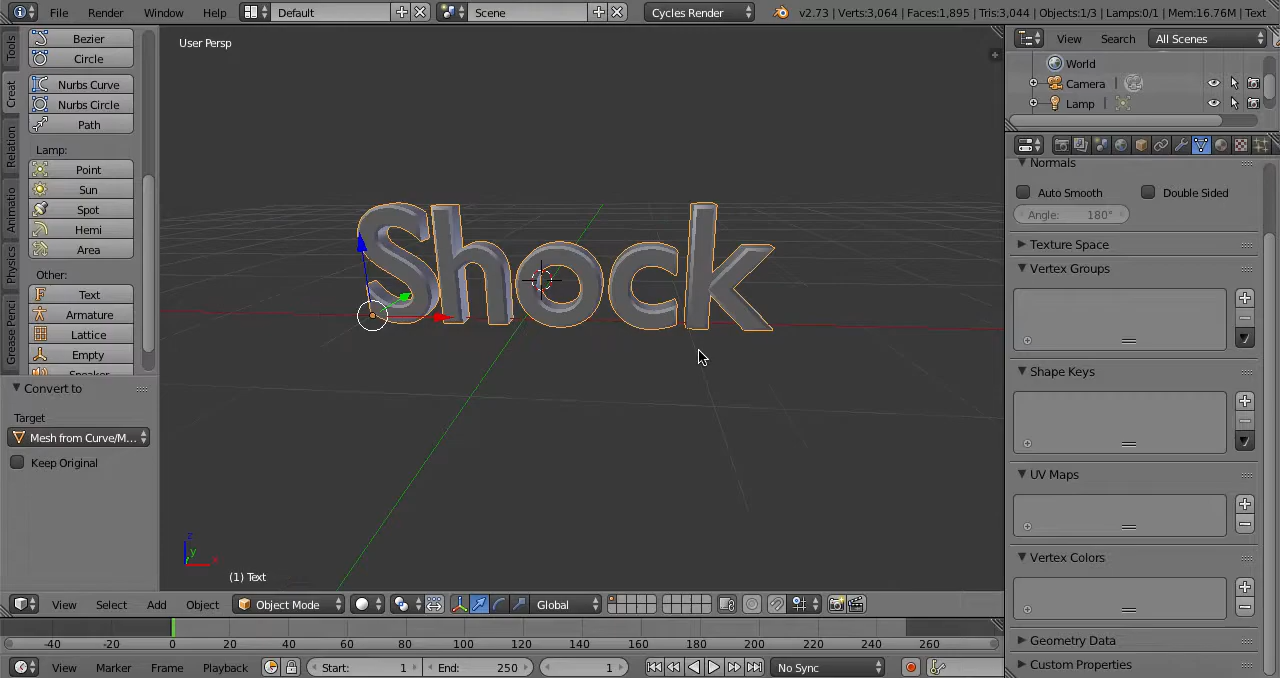 File Render Window Help Default Scene Cycles Render v2.73 | Verts:3,064 | Faces:1,895 | Tris:3,044 | Objects:1/3 | Lamps:0/1 | Mem:16.76M | Text
Tools
Creat
Relation
Animatio
Physics
Grease Penci
Bezier
Circle
Nurbs Curve
Nurbs Circle
Path
Lamp:
Point
Sun
Spot
Hemi
Area
Other:
Text
Armature
Lattice
Empty
Speaker
Convert to
Target
Mesh from Curve/M...
Keep Original
User Persp
Shock
z
y
x
(1) Text
View Select Add Object Object Mode Global
-40 -20 0 20 40 60 80 100 120 140 160 180 200 220 240 260
View Marker Frame Playback Start: 1 End: 250 1 No Sync
View Search All Scenes
World
Camera
Lamp
Normals
Auto Smooth Double Sided
Angle: 180°
Texture Space
Vertex Groups
Shape Keys
UV Maps
Vertex Colors
Geometry Data
Custom Properties